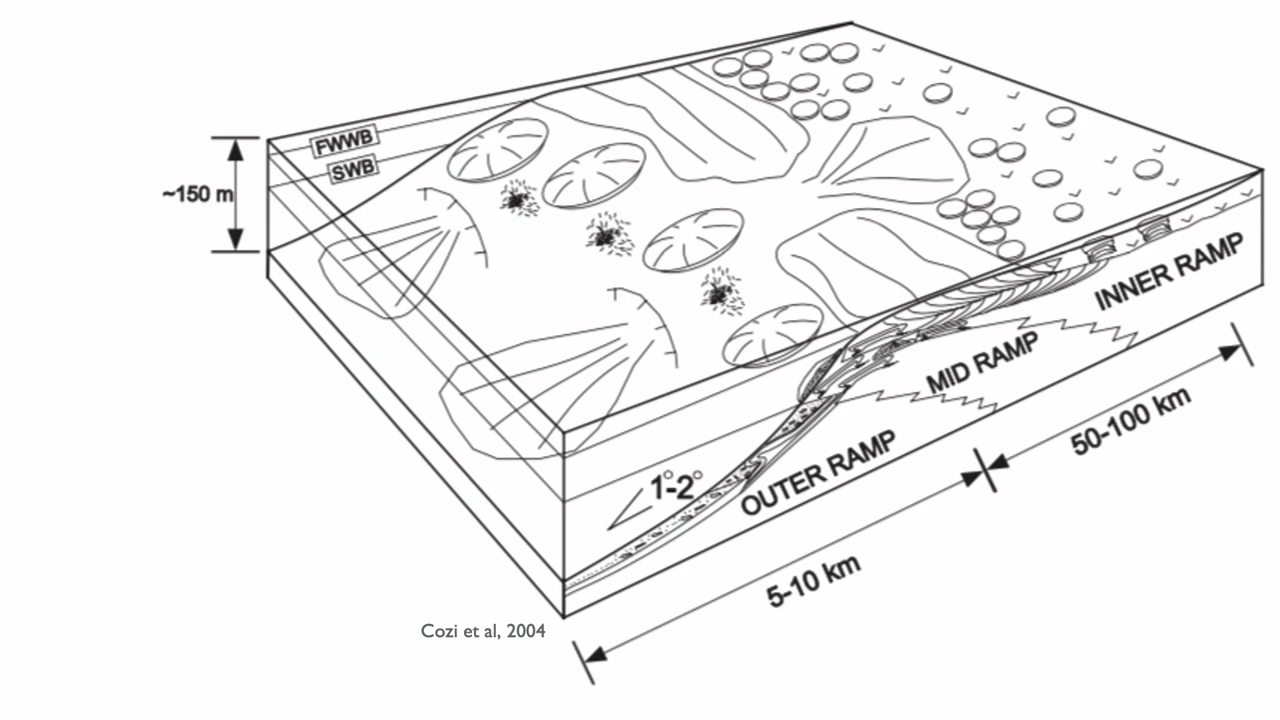 FWWB
SWB
~150 m
INNER RAMP
MID RAMP
OUTER RAMP
1°-2°
50-100 km
5-10 km
Cozi et al, 2004